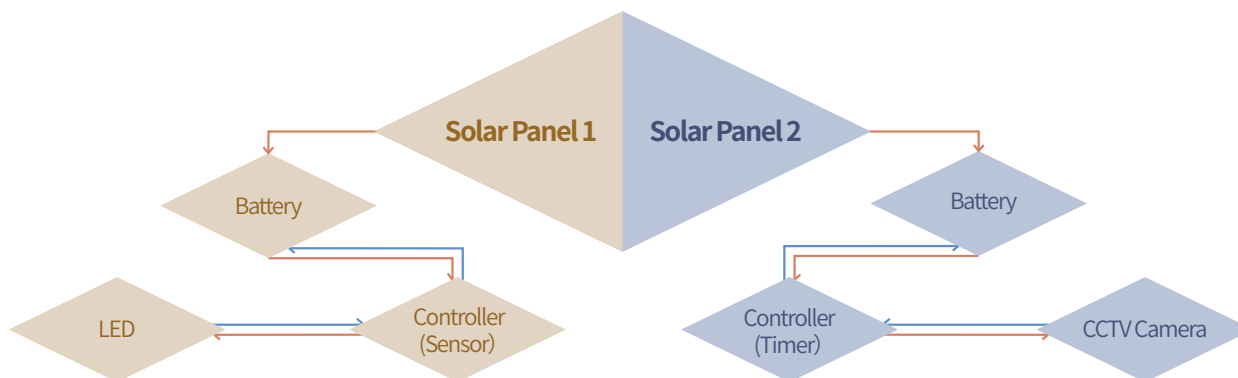 Solar Panel 1
Solar Panel 2
Battery
Battery
LED
Controller
(Sensor)
Controller
(Timer)
CCTV Camera